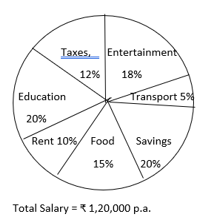 Taxes, Entertainment
12% 18%
Education Transport 5%
20%
Rent 10% Food Savings
15% 20%
Total Salary = ₹ 1,20,000 p.a.